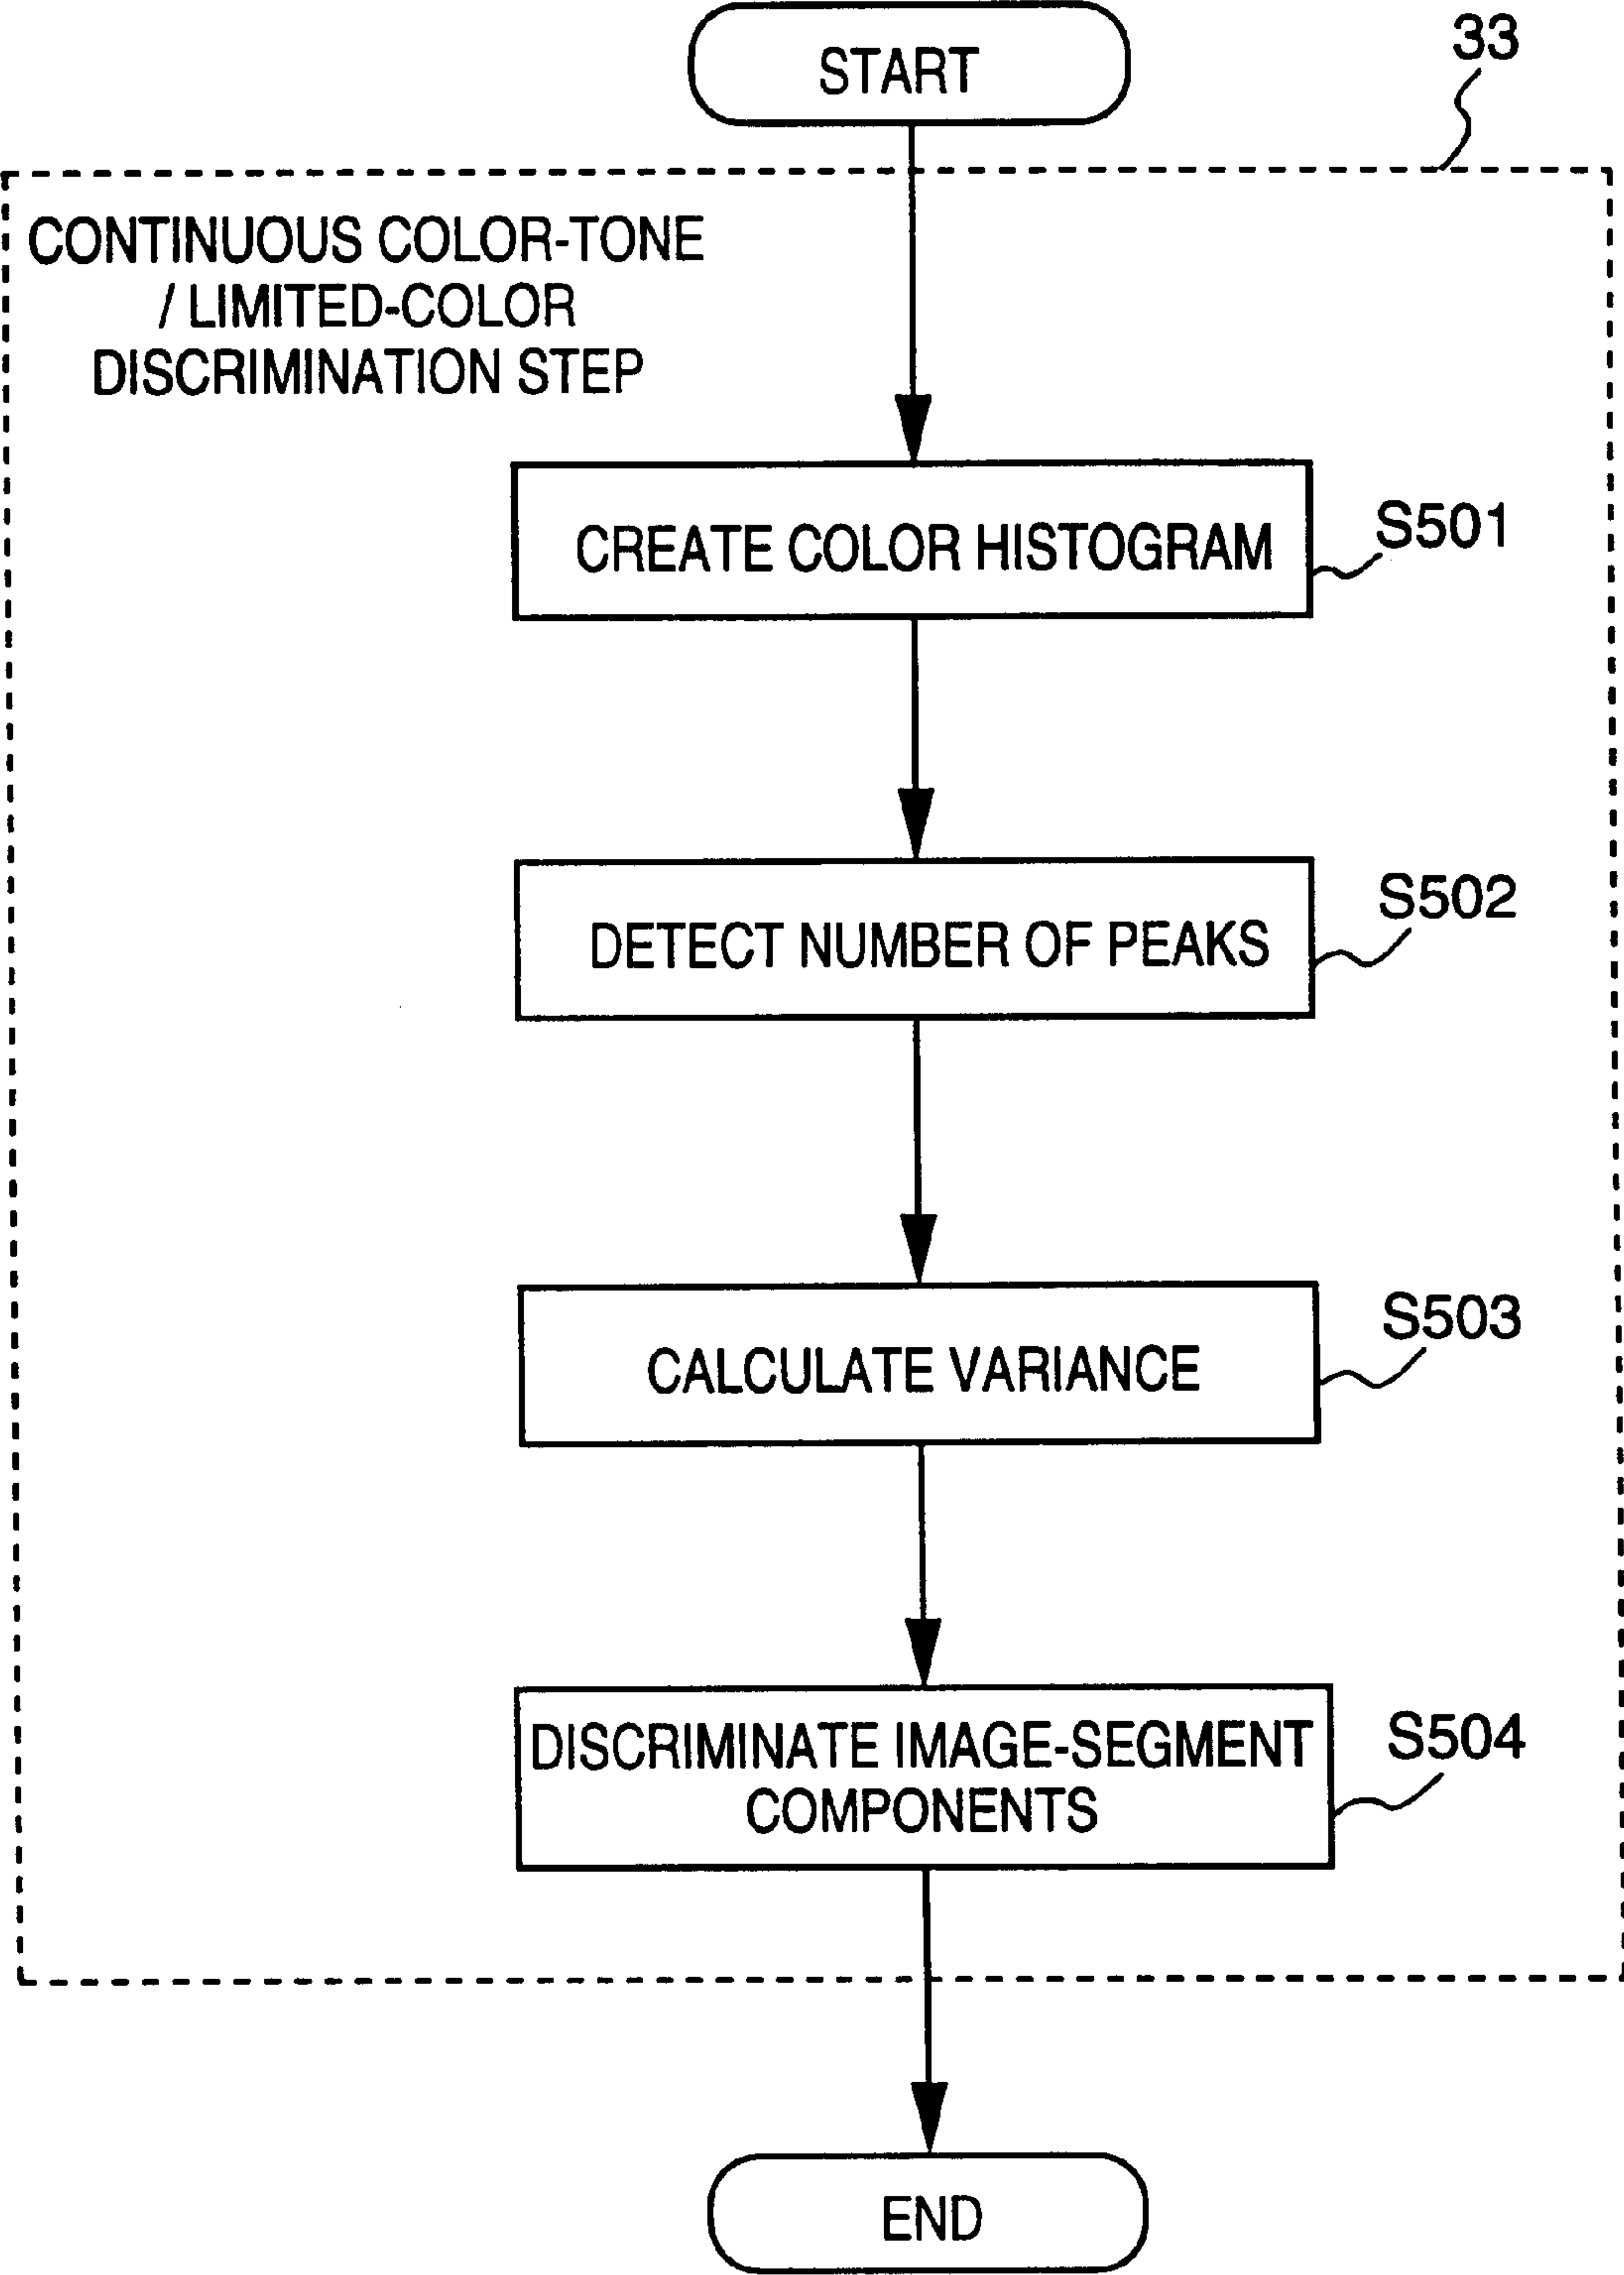 START
33
CONTINUOUS COLOR-TONE
/ LIMITED-COLOR
DISCRIMINATION STEP
CREATE COLOR HISTOGRAM
S501
DETECT NUMBER OF PEAKS
S502
CALCULATE VARIANCE
S503
DISCRIMINATE IMAGE-SEGMENT
COMPONENTS
S504
END